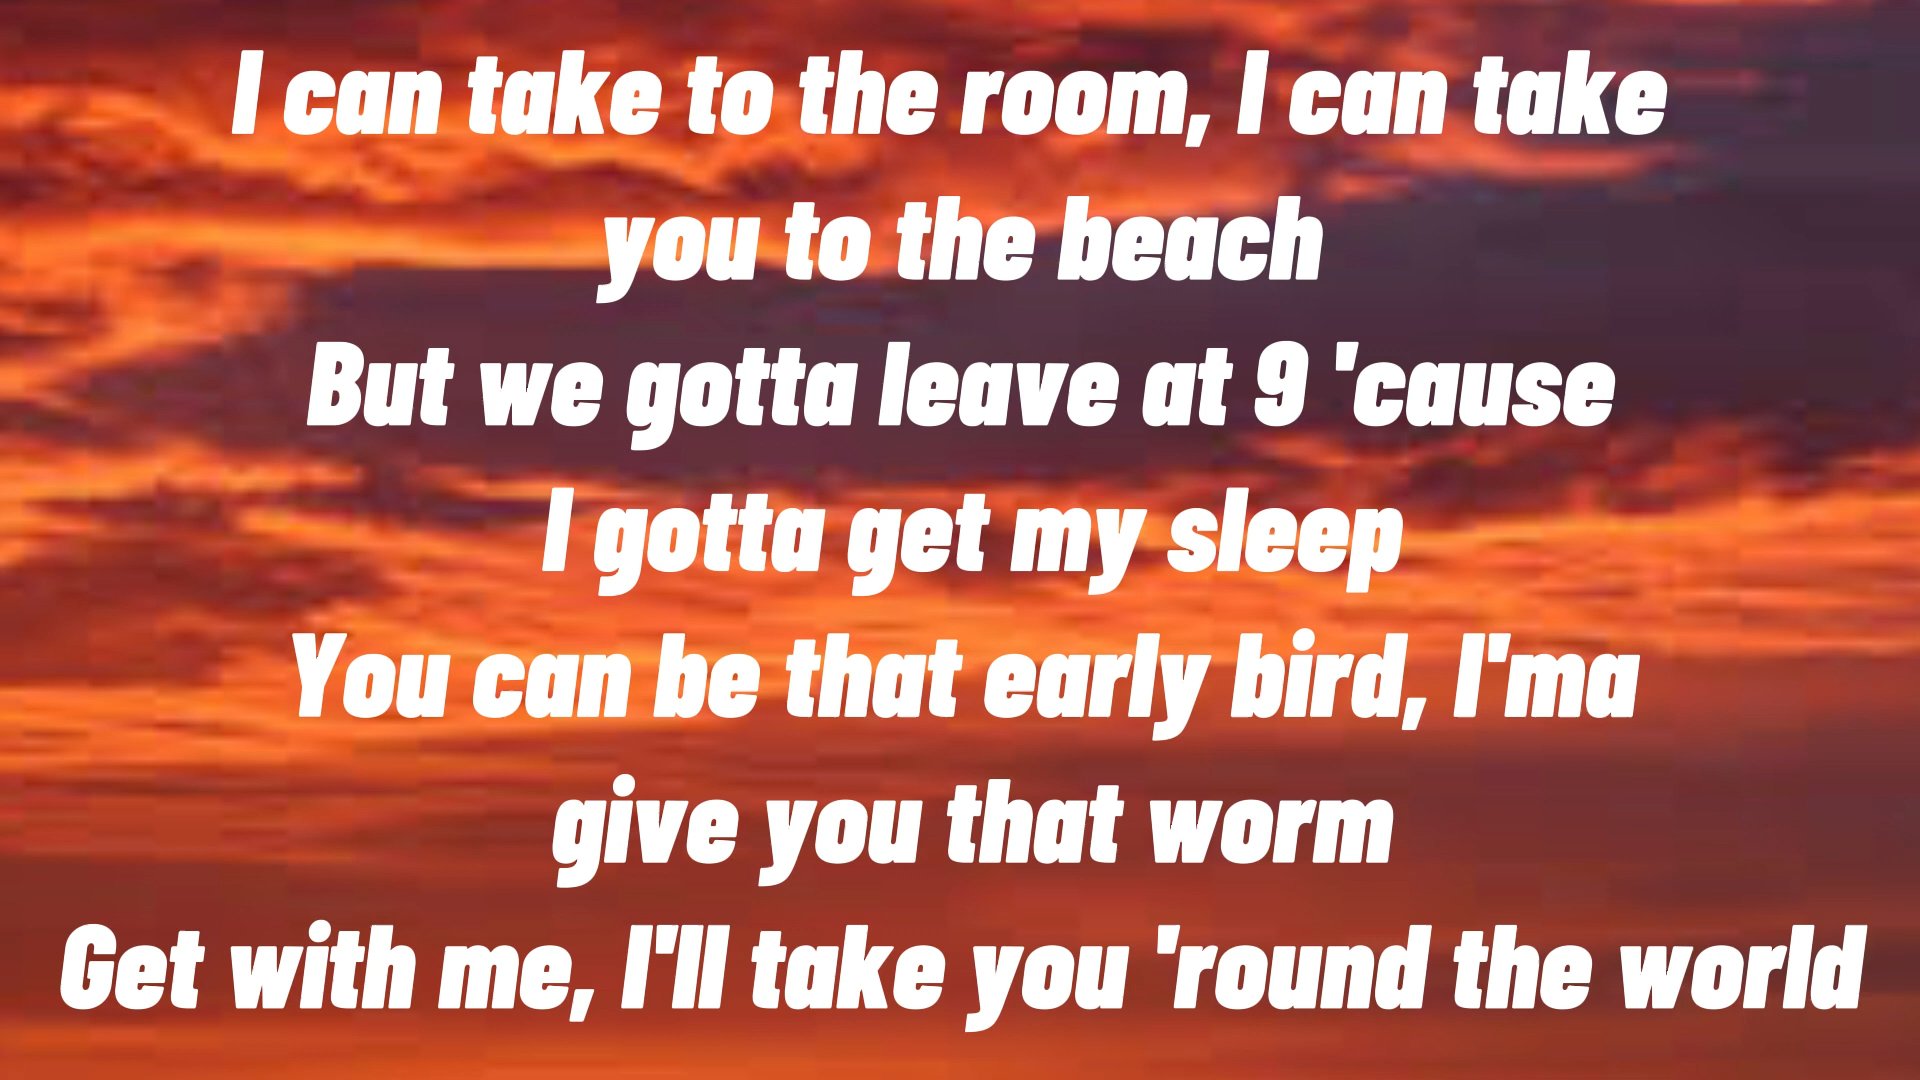 I can take to the room, I can take
you to the beach
But we gotta leave at 9 'cause
I gotta get my sleep
You can be that early bird, I'ma
give you that worm
Get with me, I'll take you 'round the world